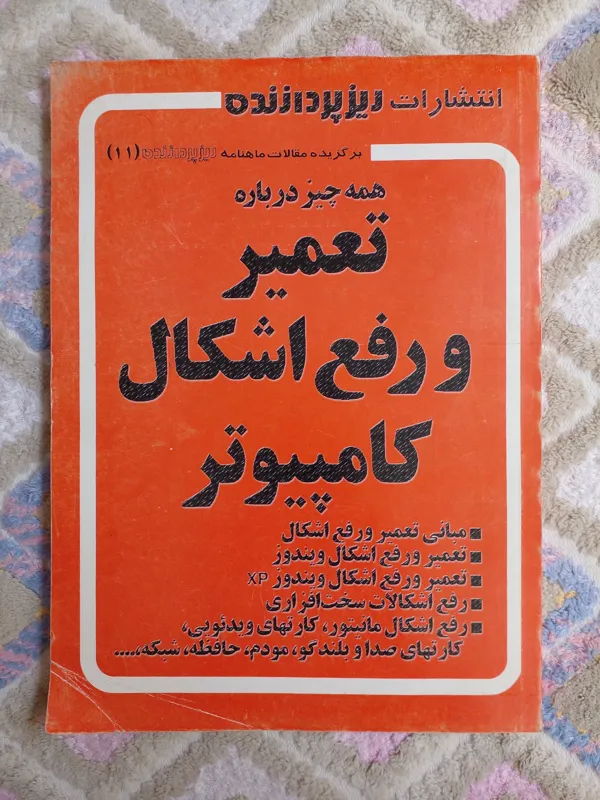 انتشارات ریزپردازنده
برگزیده مقالات ماهنامه ریزپردازنده (۱۱)
همه چیز درباره
تعمیر
و رفع اشکال
کامپیوتر
■ مبانی تعمیر و رفع اشکال
■ تعمیر و رفع اشکال ویندوز
■ تعمیر و رفع اشکال ویندوز XP
■ رفع اشکالات سخت‌افزاری
■ رفع اشکال مانیتور، کارتهای ویدئویی،
کارتهای صدا و بلندگو، مودم، حافظه، شبکه،....